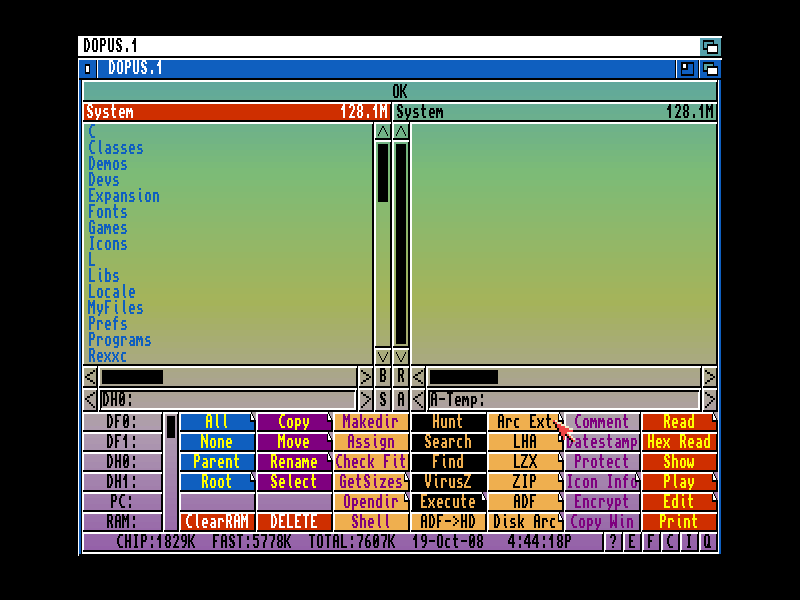 DOPUS.1
DOPUS.1
OK
System 128.1M System 128.1M
C
Classes
Demos
Devs
Expansion
Fonts
Games
Icons
L
Libs
Locale
MyFiles
Prefs
Programs
Rexxc
B R
DH0: S A A-Temp:
DF0: All Copy Makedir Hunt Arc Ext. Comment Read
DF1: None Move Assign Search LHA Datestamp Hex Read
DH0: Parent Rename Check Fit Find LZX Protect Show
DH1: Root Select GetSizes VirusZ ZIP Icon Info Play
PC: Opendir Execute ADF Encrypt Edit
RAM: ClearRAM DELETE Shell ADF->HD Disk Arc Copy Win Print
CHIP:1829K FAST:5778K TOTAL:7607K 19-Oct-08 4:44:18P ? E F C I Q